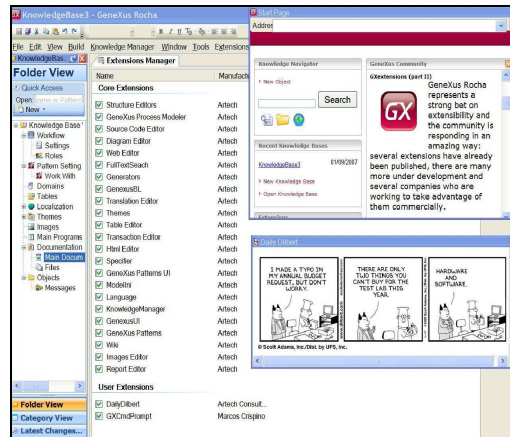 KnowledgeBase3 - GeneXus Rocha
File Edit View Build Knowledge Manager Window Tools Extensions
KnowledgeBas..
Folder View
Quick Access
Open:
New
Knowledge Base
Workflow
Settings
Roles
Pattern Setting
Work With
Domains
Tables
Localization
Themes
Images
Main Programs
Documentation
Main Docum
Files
Objects
Messages
Folder View
Category View
Latest Changes...
Extensions Manager
Name Manufactu
Core Extensions
Structure Editors Artech
GeneXus Process Modeler Artech
Source Code Editor Artech
Diagram Editor Artech
Web Editor Artech
FullTextSeach Artech
Generators Artech
GenexusBL Artech
Translation Editor Artech
Themes Artech
Table Editor Artech
Transaction Editor Artech
Html Editor Artech
Specifier Artech
GeneXus Patterns UI Artech
ModelIni Artech
Language Artech
KnowledgeManager Artech
GenexusUI Artech
GeneXus Patterns Artech
Wiki Artech
Images Editor Artech
Report Editor Artech
User Extensions
DailyDilbert Artech Consult...
GXCmdPrompt Marcos Crispino
Start Page
Addres
Knowledge Navigator
New Object
Search
Recent Knowledge Bases
KnowledgeBase3 01/09/2007
New Knowledge Base
Open Knowledge Base
Extensions
GeneXus Community
GXextensions (part II)
GX
GeneXus Rocha
represents a
strong bet on
extensibility and
the community is
responding in an
amazing way:
several extensions have already
been published, there are many
more under development and
several companies who are
working to take advantage of
them commercially.
Daily Dilbert
I MADE A TYPO IN
MY ANNUAL BUDGET
REQUEST, BUT DON'T
WORRY.
THERE ARE ONLY
TWO THINGS YOU
CAN'T BUY FOR THE
TEST LAB THIS
YEAR.
HARDWARE
AND
SOFTWARE.
© Scott Adams, Inc./Dist. by UFS, Inc.